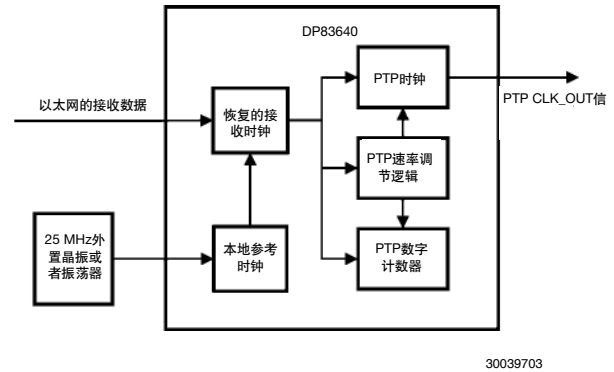 DP83640
以太网的接收数据
恢复的接
收时钟
PTP时钟
PTP CLK_OUT信
PTP速率调
节逻辑
25 MHz外
置晶振或
者振荡器
本地参考
时钟
PTP数字
计数器
30039703